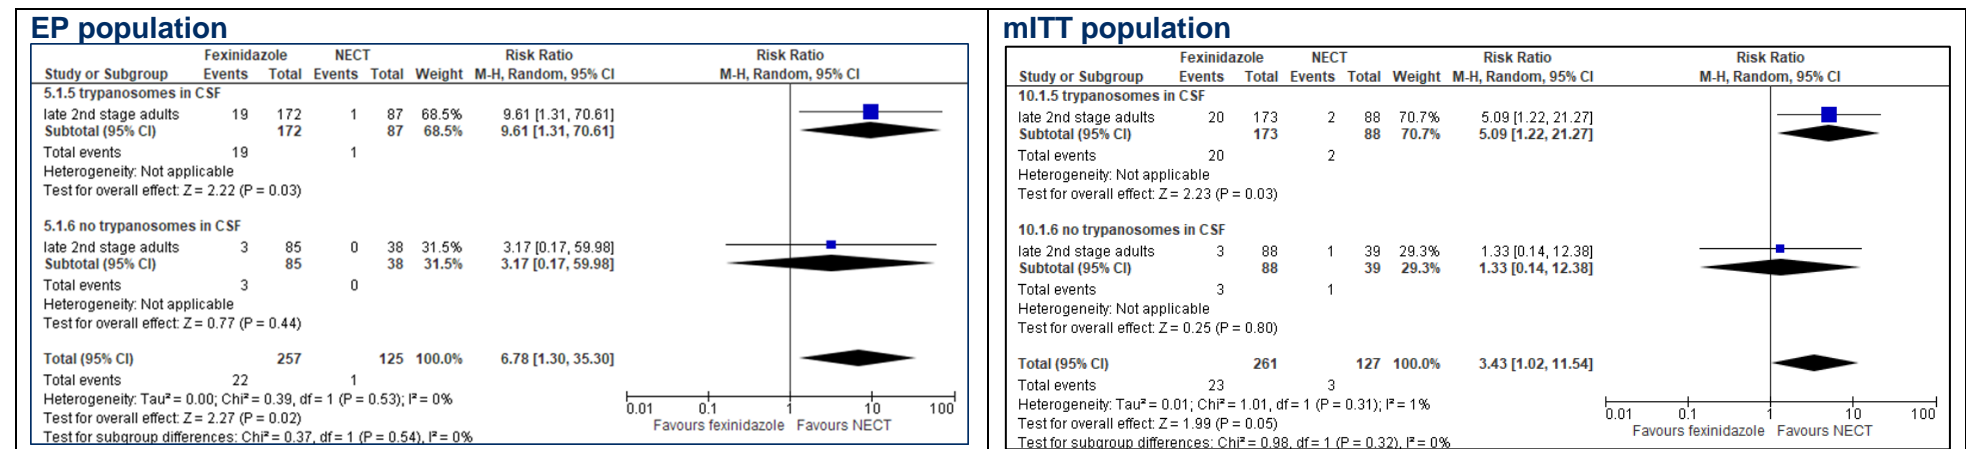 EP population
Fexinidazole NECT Risk Ratio Risk Ratio
Study or Subgroup Events Total Events Total Weight M-H, Random, 95% CI M-H, Random, 95% CI
5.1.5 trypanosomes in CSF
late 2nd stage adults 19 172 1 87 68.5% 9.61 [1.31, 70.61]
Subtotal (95% CI) 172 87 68.5% 9.61 [1.31, 70.61]
Total events 19 1
Heterogeneity: Not applicable
Test for overall effect: Z = 2.22 (P = 0.03)
5.1.6 no trypanosomes in CSF
late 2nd stage adults 3 85 0 38 31.5% 3.17 [0.17, 59.98]
Subtotal (95% CI) 85 38 31.5% 3.17 [0.17, 59.98]
Total events 3 0
Heterogeneity: Not applicable
Test for overall effect: Z = 0.77 (P = 0.44)
Total (95% CI) 257 125 100.0% 6.78 [1.30, 35.30]
Total events 22 1
Heterogeneity: Tau² = 0.00; Chi² = 0.39, df = 1 (P = 0.53); I² = 0%
Test for overall effect: Z = 2.27 (P = 0.02)
Test for subgroup differences: Chi² = 0.37, df = 1 (P = 0.54), I² = 0%
0.01 0.1 1 10 100
Favours fexinidazole Favours NECT
mITT population
Fexinidazole NECT Risk Ratio Risk Ratio
Study or Subgroup Events Total Events Total Weight M-H, Random, 95% CI M-H, Random, 95% CI
10.1.5 trypanosomes in CSF
late 2nd stage adults 20 173 2 88 70.7% 5.09 [1.22, 21.27]
Subtotal (95% CI) 173 88 70.7% 5.09 [1.22, 21.27]
Total events 20 2
Heterogeneity: Not applicable
Test for overall effect: Z = 2.23 (P = 0.03)
10.1.6 no trypanosomes in CSF
late 2nd stage adults 3 88 1 39 29.3% 1.33 [0.14, 12.38]
Subtotal (95% CI) 88 39 29.3% 1.33 [0.14, 12.38]
Total events 3 1
Heterogeneity: Not applicable
Test for overall effect: Z = 0.25 (P = 0.80)
Total (95% CI) 261 127 100.0% 3.43 [1.02, 11.54]
Total events 23 3
Heterogeneity: Tau² = 0.01; Chi² = 1.01, df = 1 (P = 0.31); I² = 1%
Test for overall effect: Z = 1.99 (P = 0.05)
Test for subgroup differences: Chi² = 0.98, df = 1 (P = 0.32), I² = 0%
0.01 0.1 1 10 100
Favours fexinidazole Favours NECT